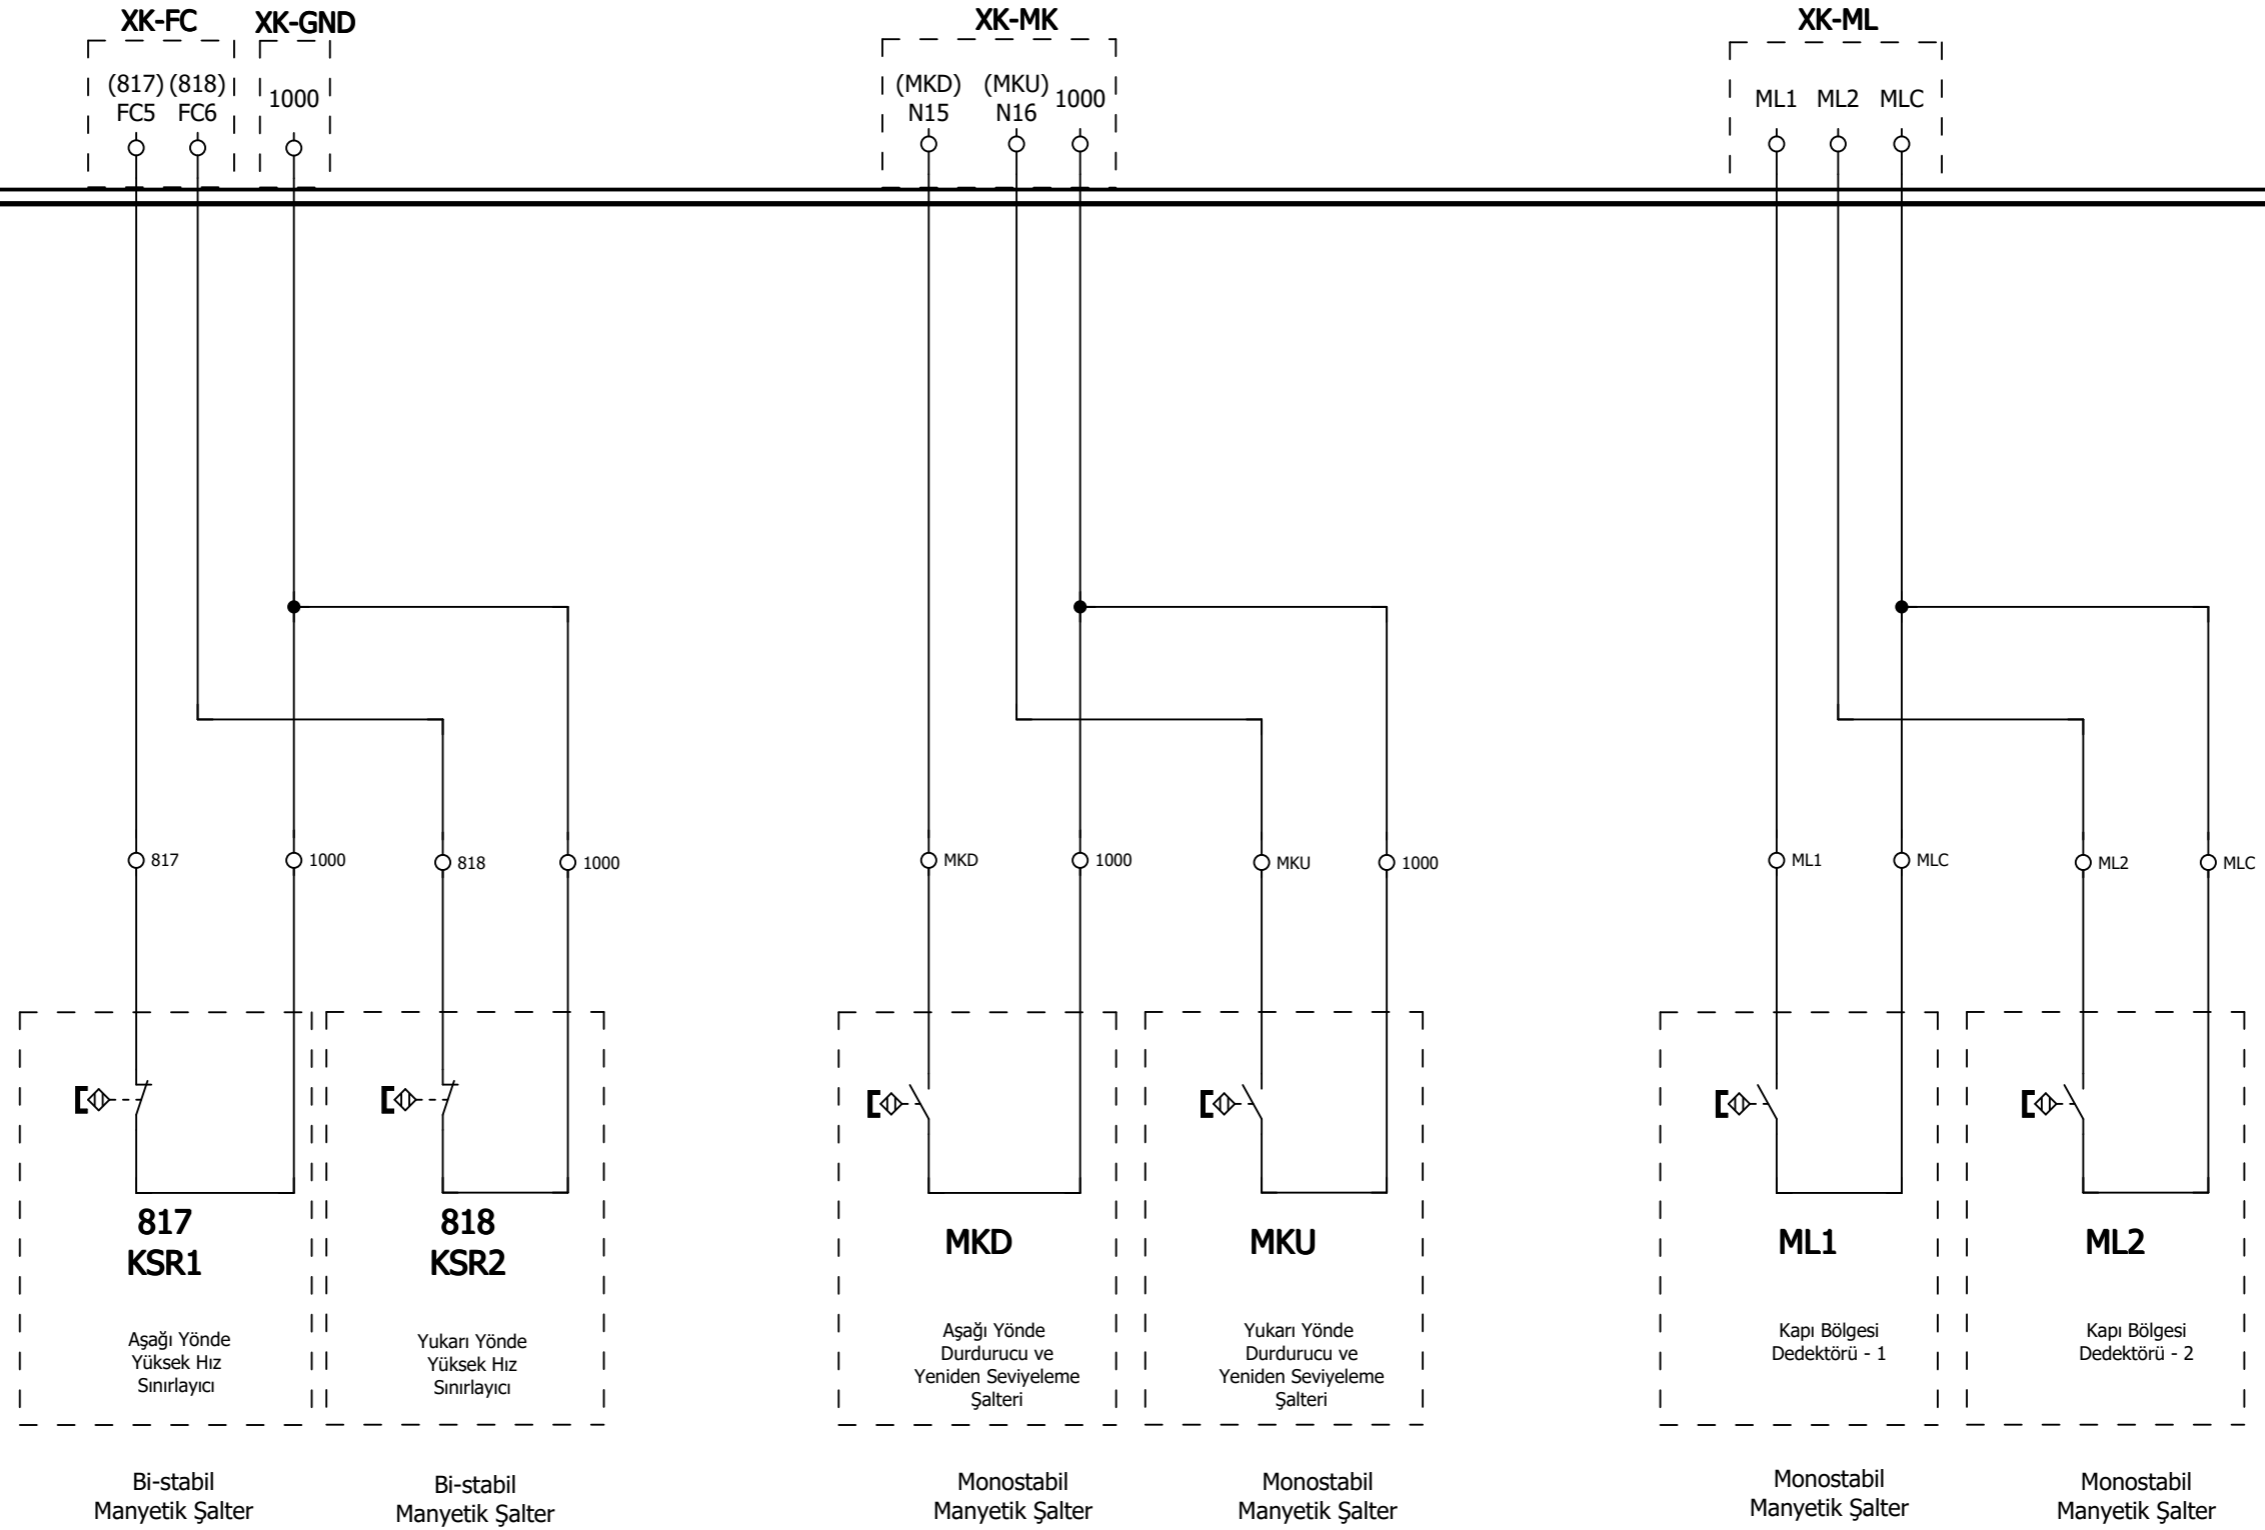 XK-FC
XK-GND
XK-MK
XK-ML
(817) (818)
FC5 FC6
1000
(MKD) (MKU)
N15 N16
1000
ML1 ML2 MLC
817
1000
818
1000
MKD
1000
MKU
1000
ML1
MLC
ML2
MLC
817
KSR1
Aşağı Yönde
Yüksek Hız
Sınırlayıcı
818
KSR2
Yukarı Yönde
Yüksek Hız
Sınırlayıcı
MKD
Aşağı Yönde
Durdurucu ve
Yeniden Seviyeleme
Şalteri
MKU
Yukarı Yönde
Durdurucu ve
Yeniden Seviyeleme
Şalteri
ML1
Kapı Bölgesi
Dedektörü - 1
ML2
Kapı Bölgesi
Dedektörü - 2
Bi-stabil
Manyetik Şalter
Bi-stabil
Manyetik Şalter
Monostabil
Manyetik Şalter
Monostabil
Manyetik Şalter
Monostabil
Manyetik Şalter
Monostabil
Manyetik Şalter